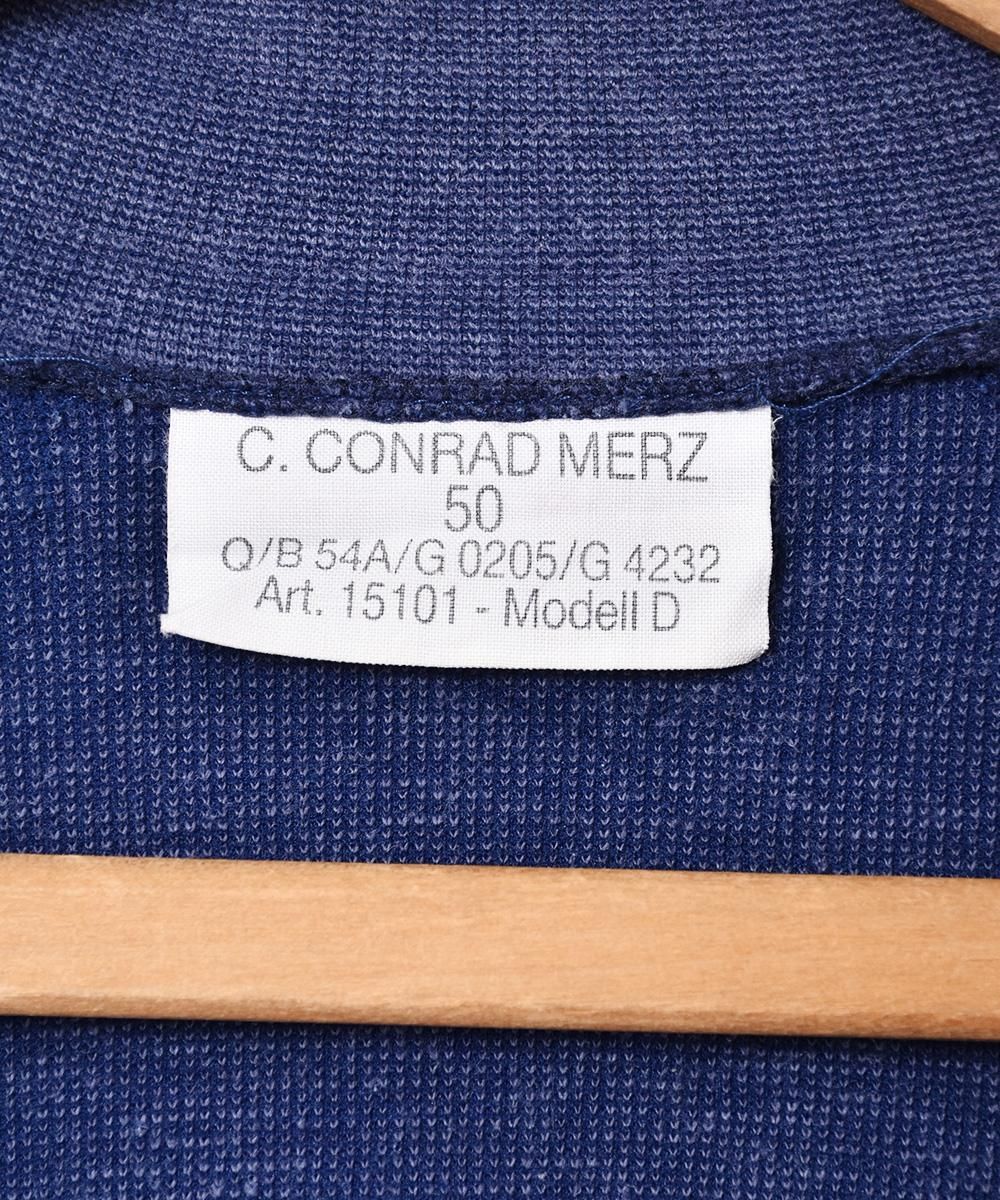 C. CONRAD MERZ
50
Q/B 54A/G 0205/G 4232
Art. 15101 - Modell D